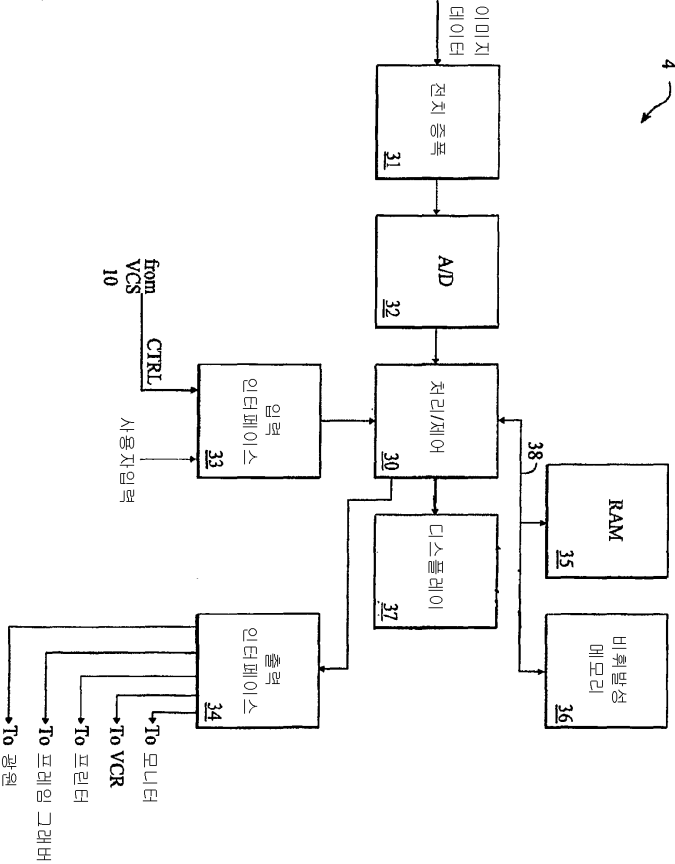 4
RAM
35
비휘발성
메모리
36
38
이미지
데이터
전치 증폭
31
A/D
32
처리/제어
30
디스플레이
37
입력
인터페이스
33
출력
인터페이스
34
from
VCS
10
CTRL
사용자입력
To 모니터
To VCR
To 프린터
To 프레임 그래버
To 광원